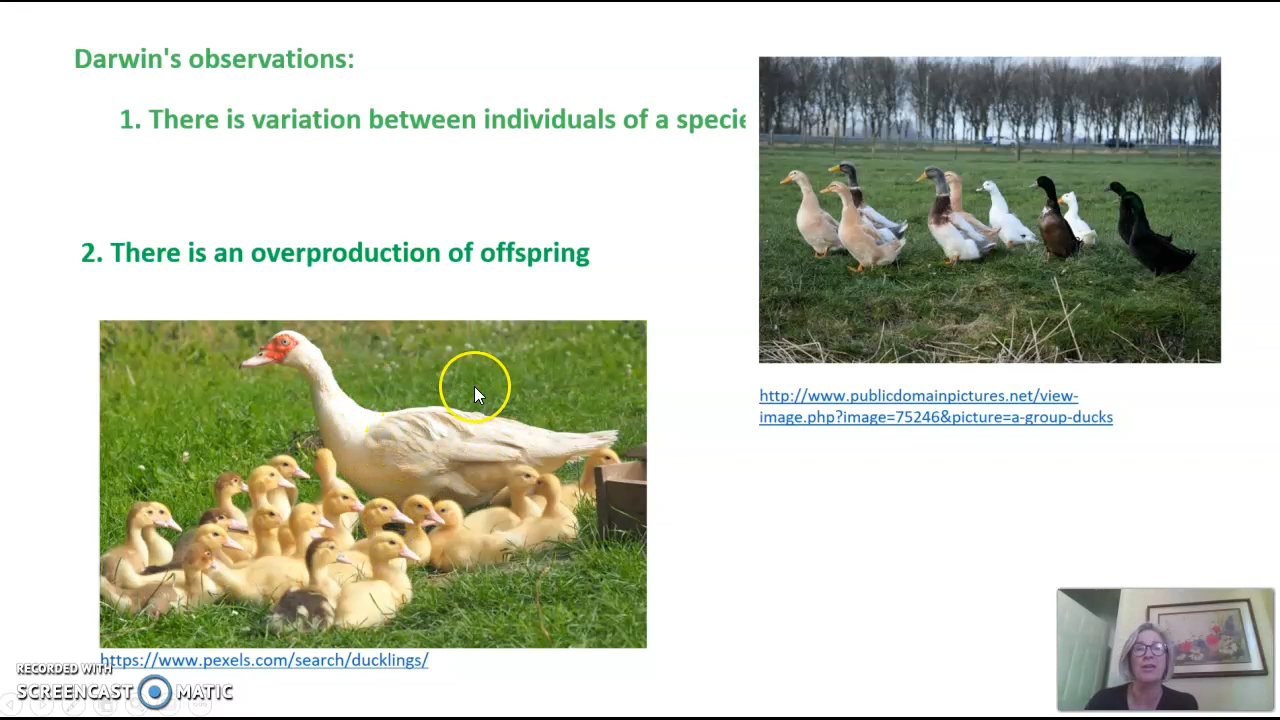 Darwin's observations:
1. There is variation between individuals of a specie
2. There is an overproduction of offspring
http://www.publicdomainpictures.net/view-
image.php?image=75246&picture=a-group-ducks
https://www.pexels.com/search/ducklings/
RECORDED WITH
SCREENCAST MATIC